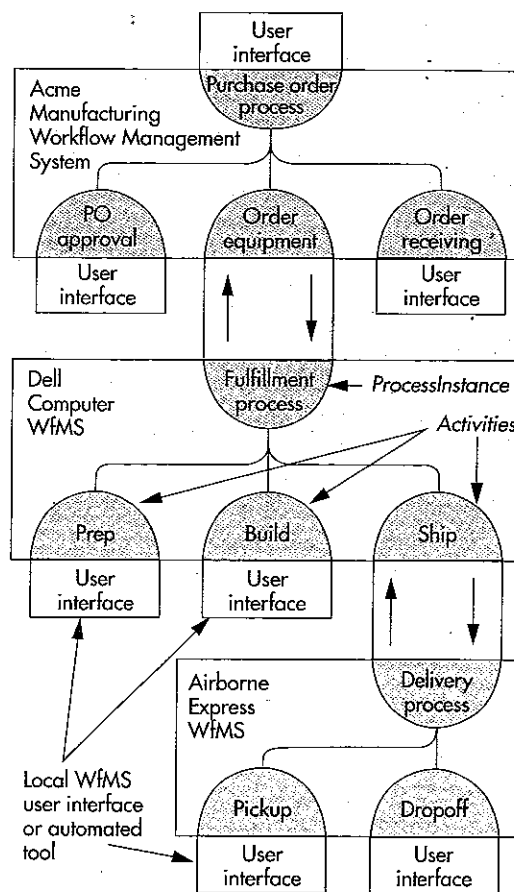 User
interface
Purchase order
process
Acme
Manufacturing
Workflow Management
System
PO
approval
Order
equipment
Order
receiving
User
interface
User
interface
Dell
Computer
WfMS
Fulfillment
process
ProcessInstance
Activities
Prep
Build
Ship
User
interface
User
interface
Airborne
Express
WfMS
Delivery
process
Local WfMS
user interface
or automated
tool
Pickup
Dropoff
User
interface
User
interface